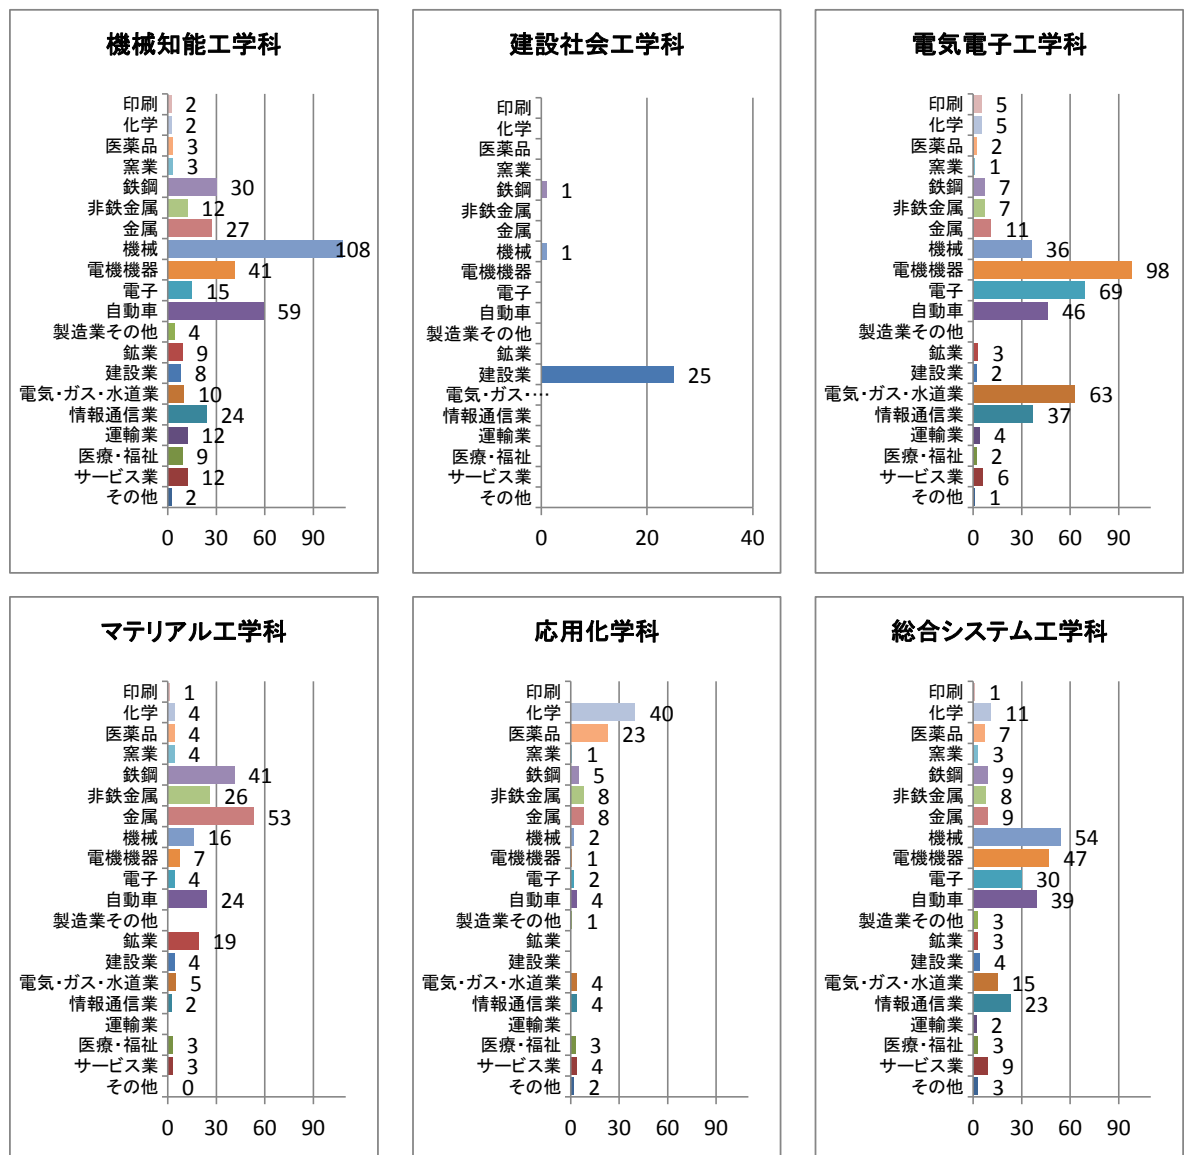 機械知能工学科
印刷 2
化学 2
医薬品 3
窯業 3
鉄鋼 30
非鉄金属 12
金属 27
機械 108
電機機器 41
電子 15
自動車 59
製造業その他 4
鉱業 9
建設業 8
電気・ガス・水道業 10
情報通信業 24
運輸業 12
医療・福祉 9
サービス業 12
その他 2
0 30 60 90
建設社会工学科
印刷
化学
医薬品
窯業
鉄鋼 1
非鉄金属
金属
機械 1
電機機器
電子
自動車
製造業その他
鉱業
建設業 25
電気・ガス・…
情報通信業
運輸業
医療・福祉
サービス業
その他
0 20 40
電気電子工学科
印刷 5
化学 5
医薬品 2
窯業 1
鉄鋼 7
非鉄金属 7
金属 11
機械 36
電機機器 98
電子 69
自動車 46
製造業その他
鉱業 3
建設業 2
電気・ガス・水道業 63
情報通信業 37
運輸業 4
医療・福祉 2
サービス業 6
その他 1
0 30 60 90
マテリアル工学科
印刷 1
化学 4
医薬品 4
窯業 4
鉄鋼 41
非鉄金属 26
金属 53
機械 16
電機機器 7
電子 4
自動車 24
製造業その他
鉱業 19
建設業 4
電気・ガス・水道業 5
情報通信業 2
運輸業
医療・福祉 3
サービス業 3
その他 0
0 30 60 90
応用化学科
印刷
化学 40
医薬品 23
窯業 1
鉄鋼 5
非鉄金属 8
金属 8
機械 2
電機機器 1
電子 2
自動車 4
製造業その他 1
鉱業
建設業
電気・ガス・水道業 4
情報通信業 4
運輸業
医療・福祉 3
サービス業 4
その他 2
0 30 60 90
総合システム工学科
印刷 1
化学 11
医薬品 7
窯業 3
鉄鋼 9
非鉄金属 8
金属 9
機械 54
電機機器 47
電子 30
自動車 39
製造業その他 3
鉱業 3
建設業 4
電気・ガス・水道業 15
情報通信業 23
運輸業 2
医療・福祉 3
サービス業 9
その他 3
0 30 60 90